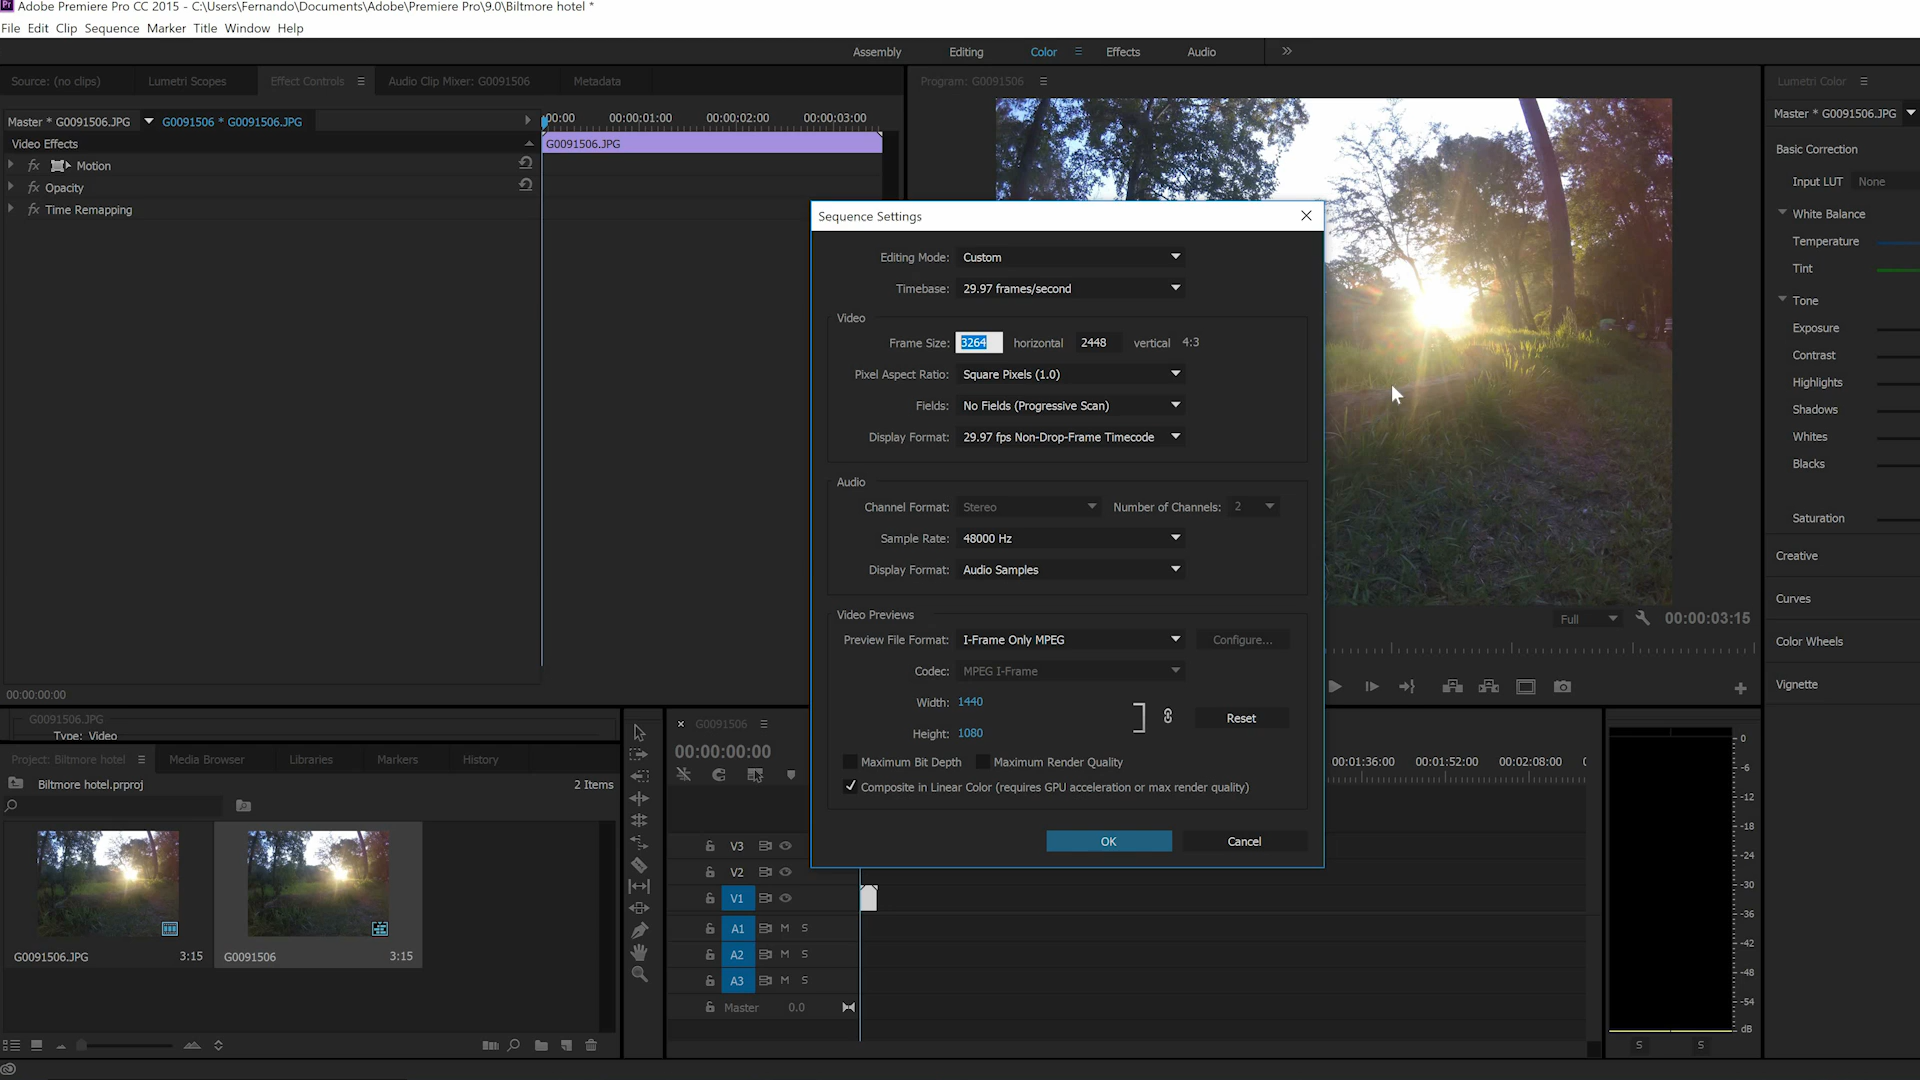 Adobe Premiere Pro CC 2015 - C:\Users\Fernando\Documents\Adobe\Premiere Pro\9.0\Biltmore hotel *
File Edit Clip Sequence Marker Title Window Help
Assembly Editing Color Effects Audio
Source: (no clips) Lumetri Scopes Effect Controls Audio Clip Mixer: G0091506 Metadata
Program: G0091506
Lumetri Color
Master * G0091506.JPG G0091506 * G0091506.JPG
00:00 00:00:01:00 00:00:02:00 00:00:03:00
Master * G0091506.JPG
Video Effects
G0091506.JPG
fx Motion
fx Opacity
fx Time Remapping
Basic Correction
Input LUT None
White Balance
Temperature
Tint
Tone
Exposure
Contrast
Highlights
Shadows
Whites
Blacks
Saturation
Creative
Curves
Color Wheels
Vignette
Sequence Settings
Editing Mode: Custom
Timebase: 29.97 frames/second
Video
Frame Size: 3264 horizontal 2448 vertical 4:3
Pixel Aspect Ratio: Square Pixels (1.0)
Fields: No Fields (Progressive Scan)
Display Format: 29.97 fps Non-Drop-Frame Timecode
Audio
Channel Format: Stereo Number of Channels: 2
Sample Rate: 48000 Hz
Display Format: Audio Samples
Video Previews
Preview File Format: I-Frame Only MPEG Configure...
Codec: MPEG I-Frame
Width: 1440
Height: 1080
Reset
Maximum Bit Depth Maximum Render Quality
Composite in Linear Color (requires GPU acceleration or max render quality)
OK Cancel
Full 00:00:03:15
00:00:00:00
G0091506.JPG
Type: Video
Project: Biltmore hotel Media Browser Libraries Markers History
Biltmore hotel.prproj 2 Items
G0091506.JPG 3:15
G0091506 3:15
G0091506
00:00:00:00
00:01:36:00 00:01:52:00 00:02:08:00
V3
V2
V1
A1 M S
A2 M S
A3 M S
Master 0.0
0
-6
-12
-18
-24
-30
-36
-42
-48
-54
dB
S S